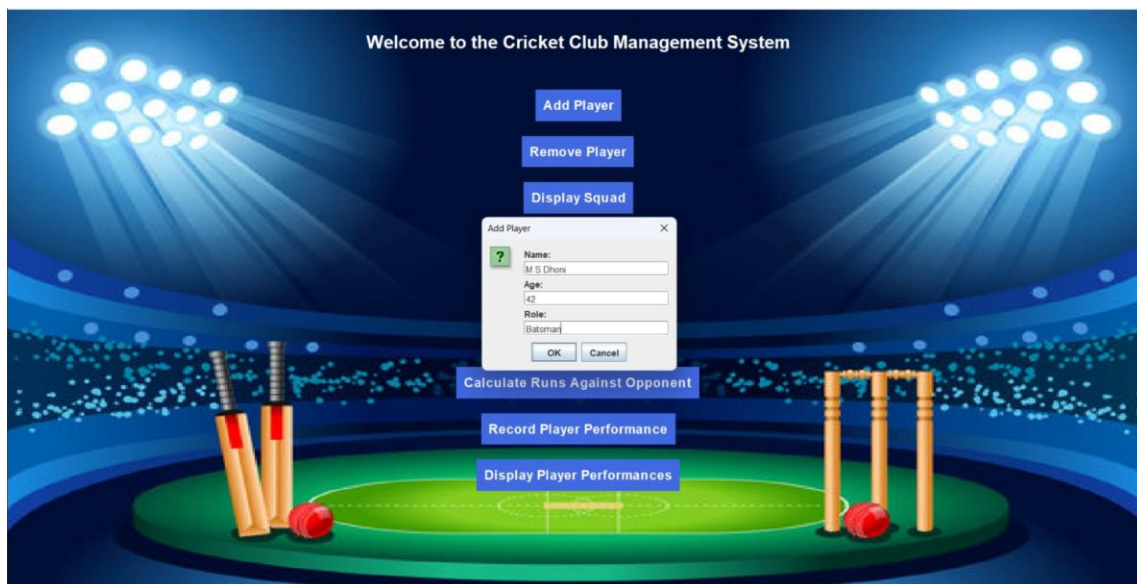 Welcome to the Cricket Club Management System
Add Player
Remove Player
Display Squad
Add Player
?
Name:
M S Dhoni
Age:
42
Role:
Batsman
OK Cancel
Calculate Runs Against Opponent
Record Player Performance
Display Player Performances